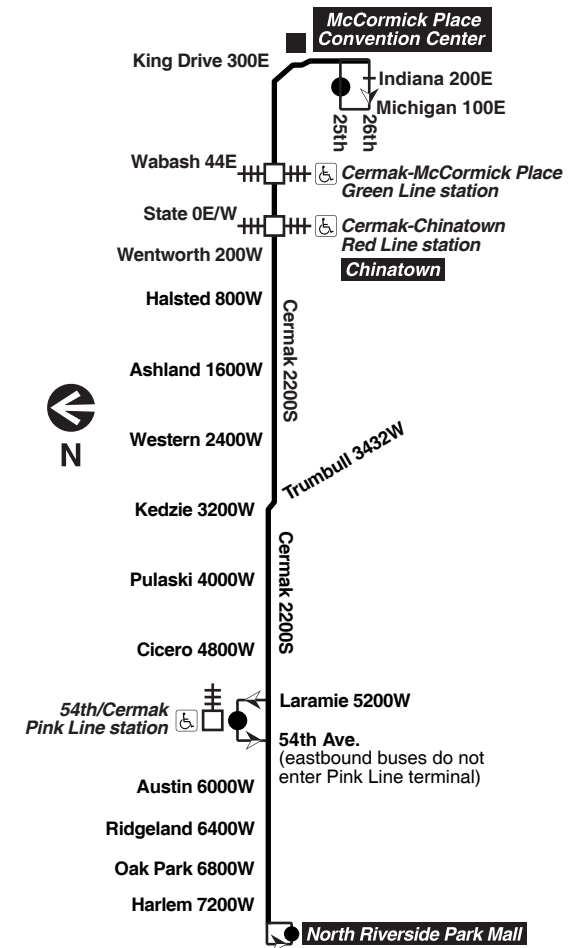 McCormick Place
Convention Center
King Drive 300E
Indiana 200E
Michigan 100E
25th
26th
Wabash 44E
Cermak-McCormick Place
Green Line station
State 0E/W
Cermak-Chinatown
Red Line station
Wentworth 200W
Chinatown
Halsted 800W
Cermak 2200S
Ashland 1600W
N
Western 2400W
Trumbull 3432W
Kedzie 3200W
Cermak 2200S
Pulaski 4000W
Cicero 4800W
Laramie 5200W
54th/Cermak
Pink Line station
54th Ave.
(eastbound buses do not
enter Pink Line terminal)
Austin 6000W
Ridgeland 6400W
Oak Park 6800W
Harlem 7200W
North Riverside Park Mall